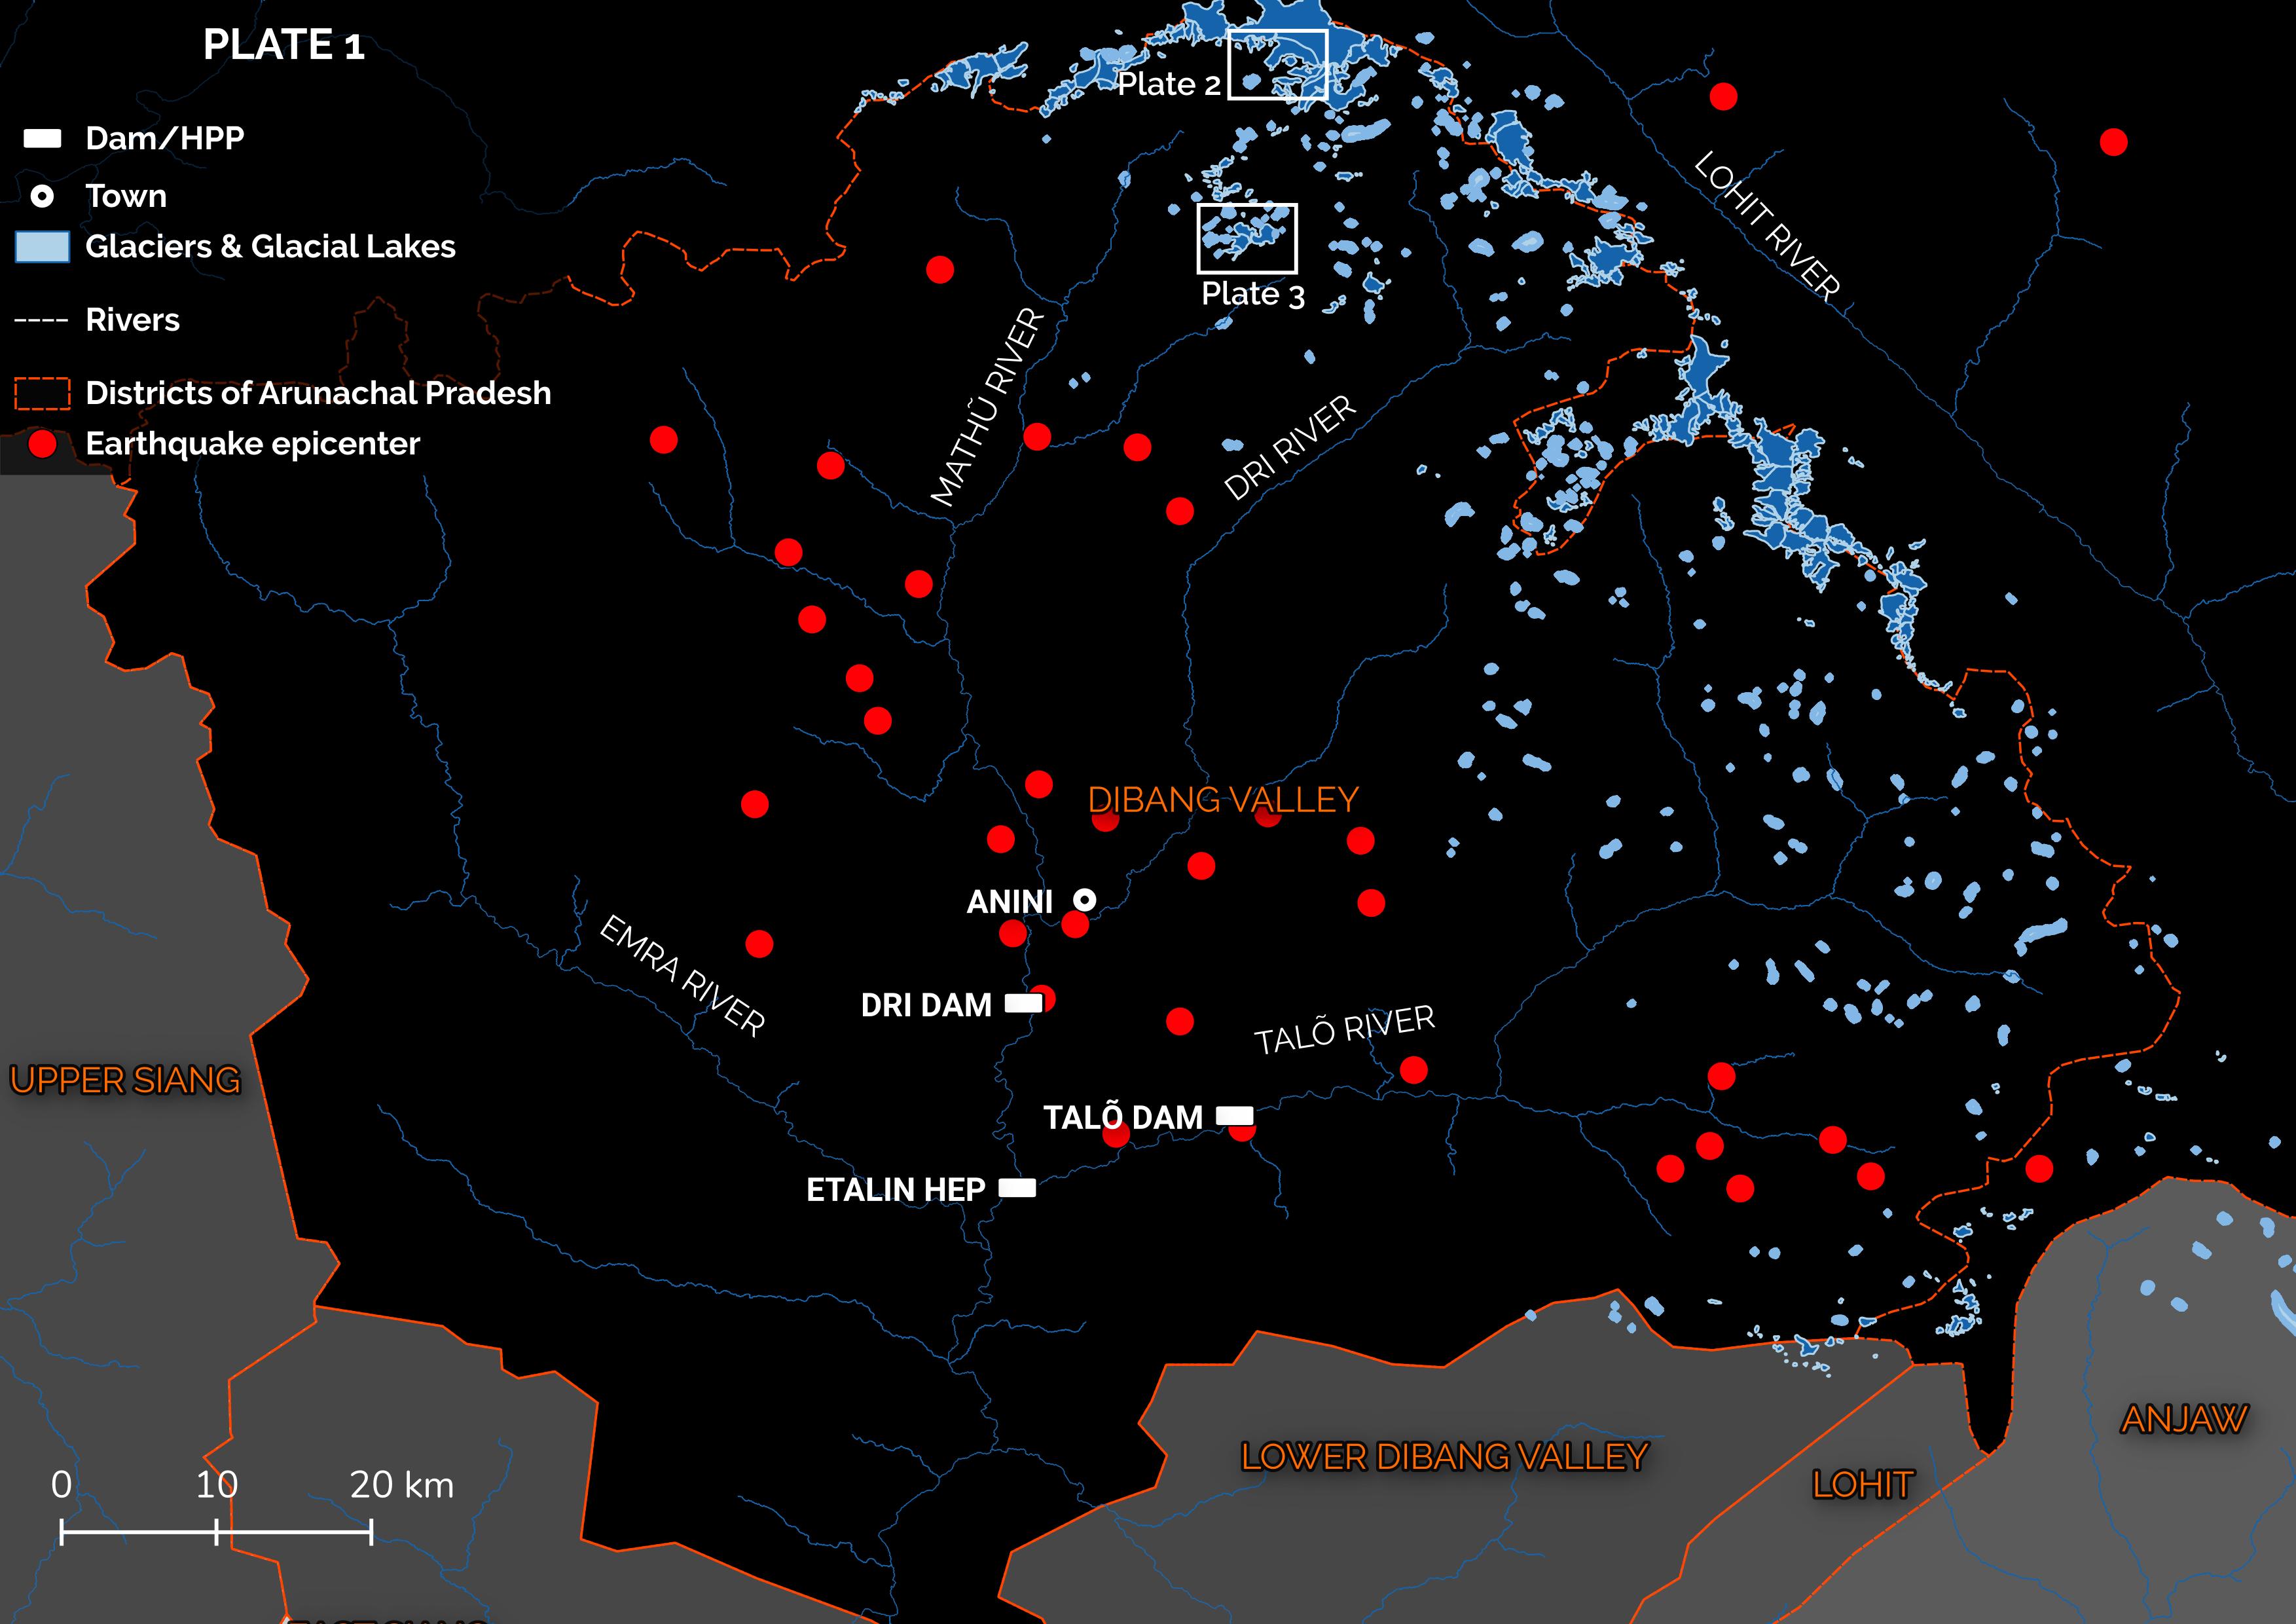 PLATE 1
Dam/HPP
Town
Glaciers & Glacial Lakes
Rivers
Districts of Arunachal Pradesh
Earthquake epicenter
Plate 2
Plate 3
LOHIT RIVER
MATHŨ RIVER
DRI RIVER
DIBANG VALLEY
ANINI
EMRA RIVER
DRI DAM
TALÕ RIVER
UPPER SIANG
TALÕ DAM
ETALIN HEP
ANJAW
LOWER DIBANG VALLEY
LOHIT
0 10 20 km